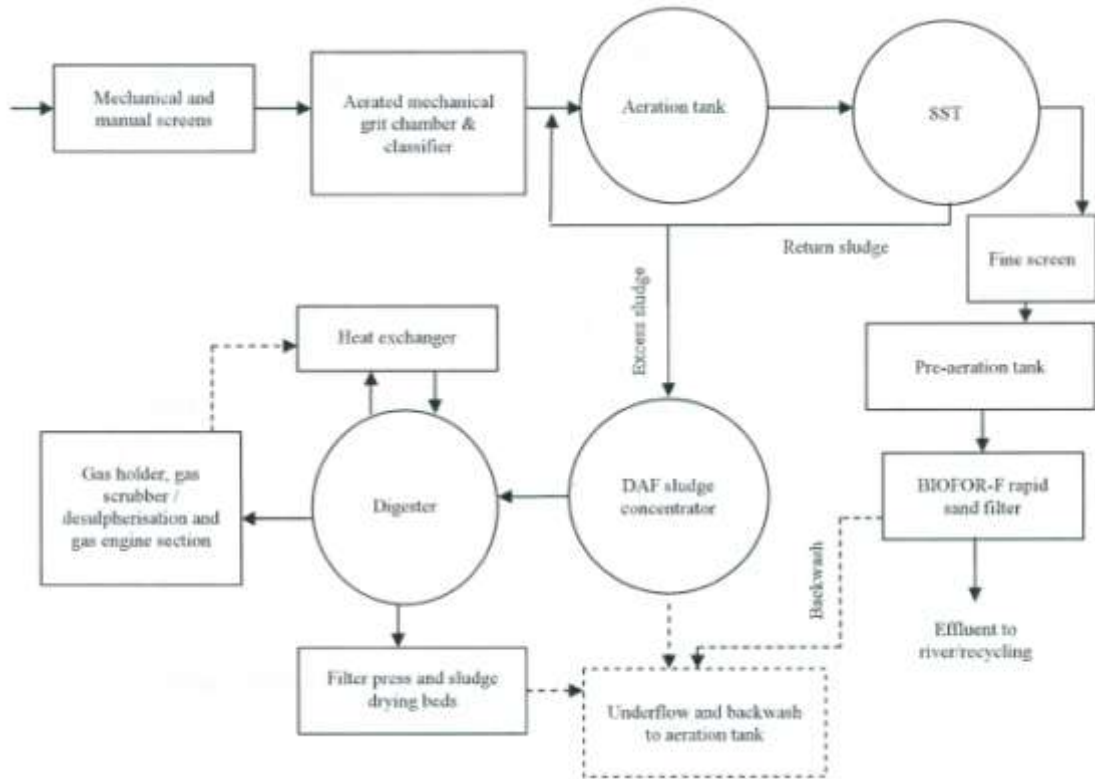 Mechanical and
manual screens
Aerated mechanical
grit chamber &
classifier
Aeration tank
SST
Return sludge
Fine screen
Excess sludge
Heat exchanger
Pre-aeration tank
Gas holder, gas
scrubber /
desulpherisation and
gas engine section
Digester
DAF sludge
concentrator
BIOFOR-F rapid
sand filter
Backwash
Effluent to
river/recycling
Filter press and sludge
drying beds
Underflow and backwash
to aeration tank